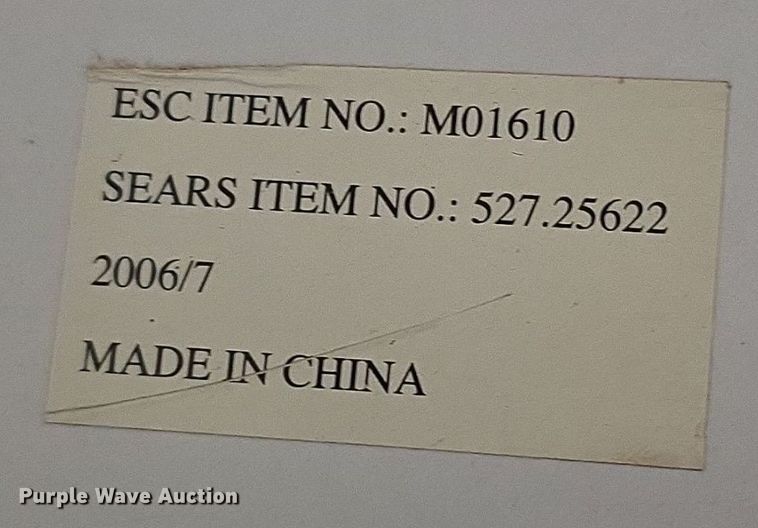 ESC ITEM NO.: M01610
SEARS ITEM NO.: 527.25622
2006/7
MADE IN CHINA
Purple Wave Auction